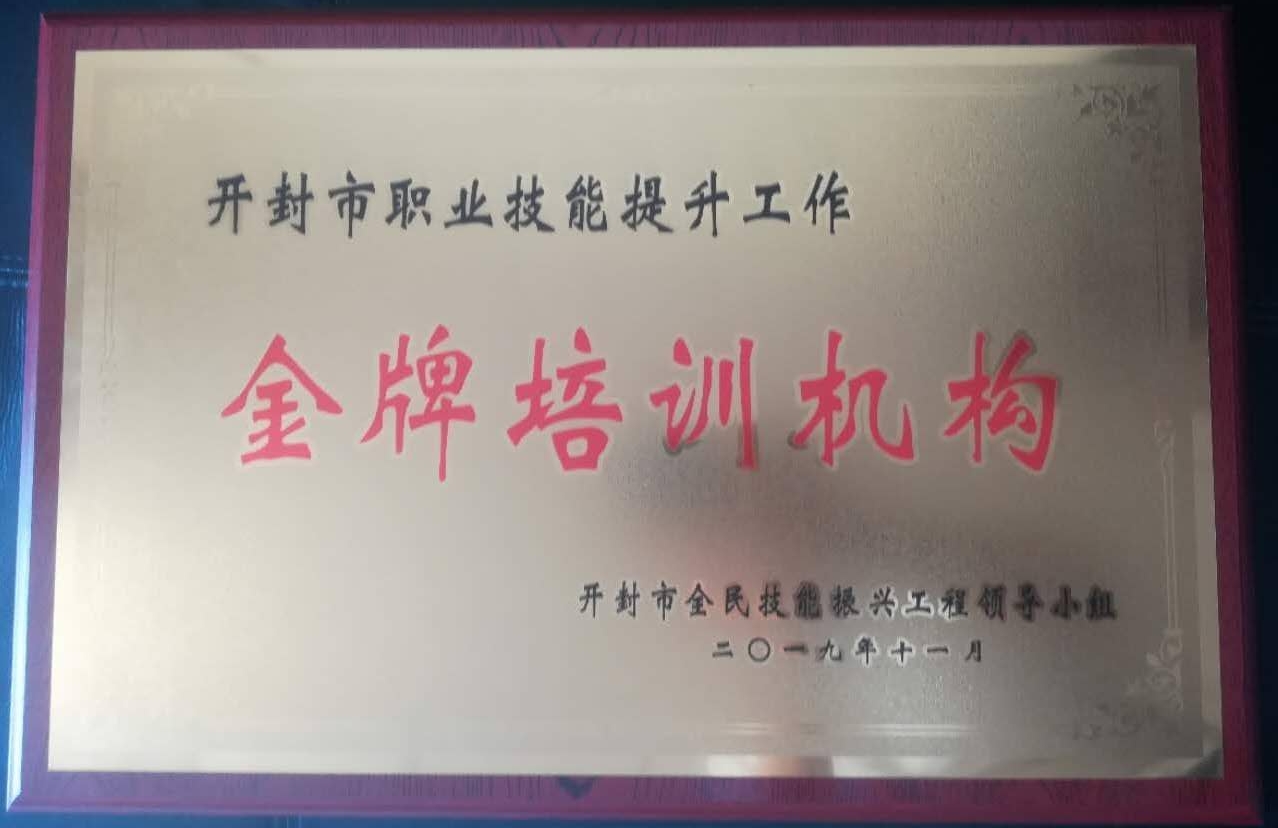 开封市职业技能提升工作
金牌培训机构
开封市全民技能振兴工程领导小组
二〇一九年十一月